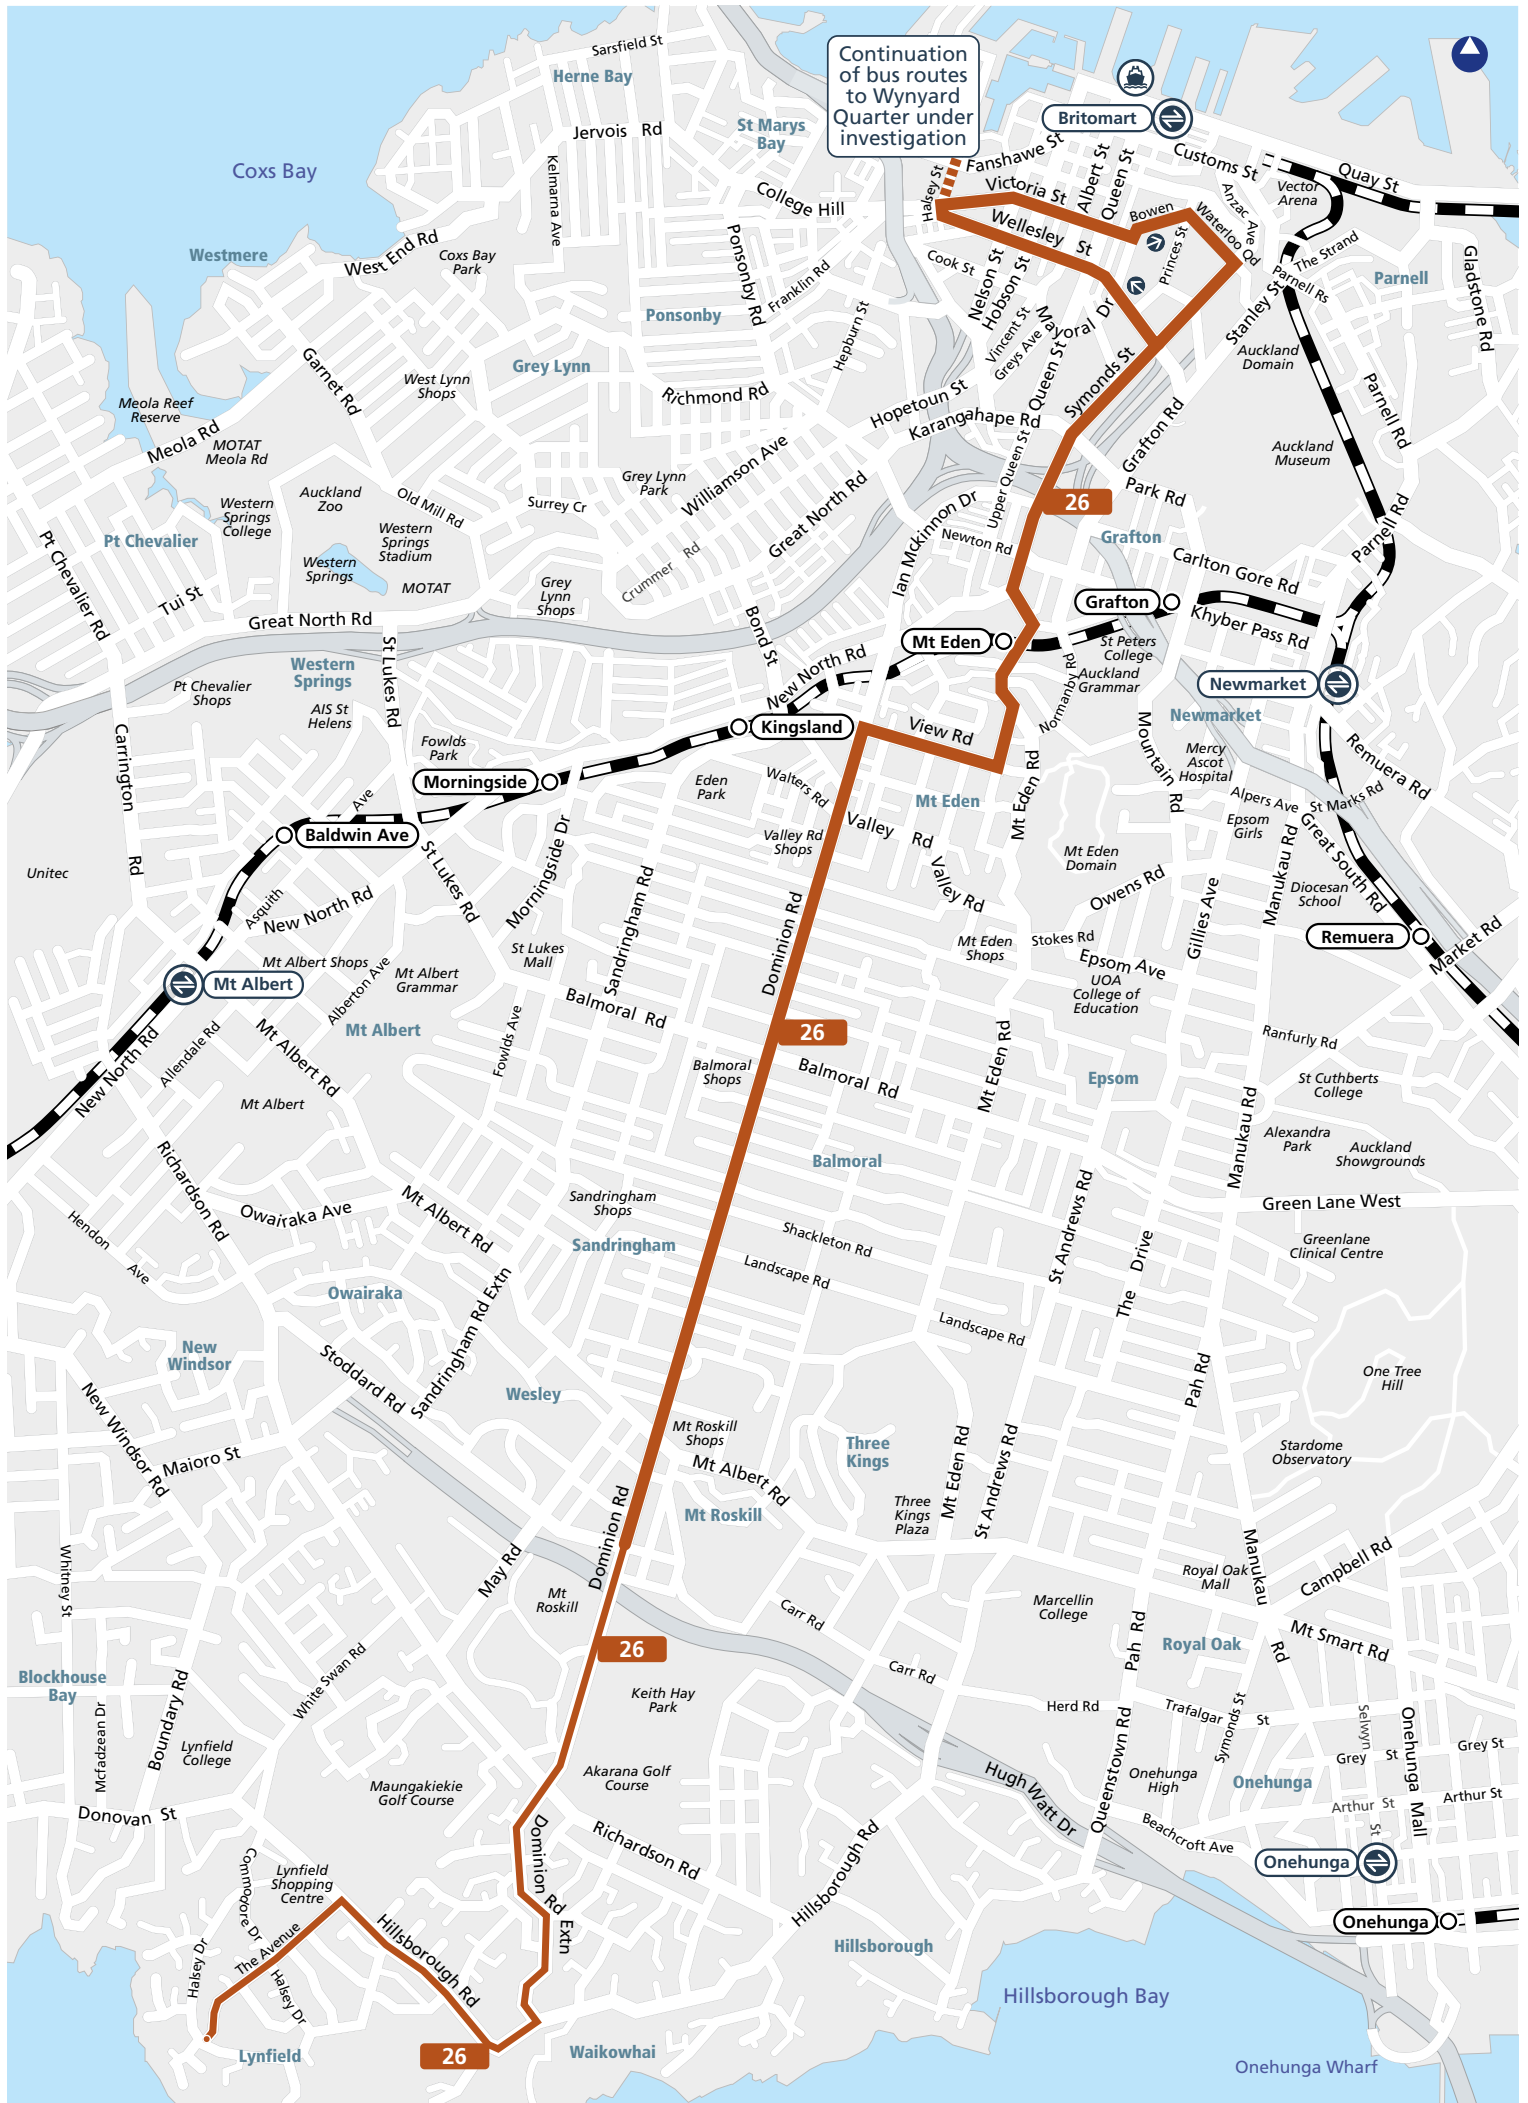 Sarsfield St
Herne Bay
Jervois Rd
St Marys
Bay
Continuation
of bus routes
to Wynyard
Quarter under
investigation
Britomart
Fanshawe St
Customs St
Quay St
Vector
Arena
Coxs Bay
Kelmarna Ave
College Hill
Halsey St
Victoria St
Albert St
Queen St
Bowen
Anzac Ave
Waterloo Qd
Princes St
Wellesley St
The Strand
Parnell Rs
Parnell
Gladstone Rd
Westmere
West End Rd
Coxs Bay
Park
Ponsonby Rd
Franklin Rd
Cook St
Nelson St
Hobson St
Vincent St
Greys Ave
Mayoral Dr
Queen St
Ponsonby
Hepburn St
Symonds St
Stanley St
Auckland
Domain
Parnell Rd
Garnet Rd
Grey Lynn
West Lynn
Shops
Richmond Rd
Hopetoun St
Karangahape Rd
Meola Reef
Reserve
Meola Rd
MOTAT
Meola Rd
Williamson Ave
Grafton Rd
Auckland
Museum
Grey Lynn
Park
Great North Rd
Upper Queen St
Park Rd
Auckland
Zoo
Old Mill Rd
Surrey Cr
Western
Springs
College
Western
Springs
Stadium
26
Ian Mckinnon Dr
Newton Rd
Grafton
Parnell Rd
Pt Chevalier
Pt Chevalier Rd
Western
Springs
MOTAT
Grey
Lynn
Shops
Crummer Rd
Carlton Gore Rd
Tui St
Great North Rd
Bond St
Grafton
Khyber Pass Rd
Mt Eden
St Peters
College
Western
Springs
St Lukes Rd
New North Rd
Normanby Rd
Auckland
Grammar
Newmarket
Pt Chevalier
Shops
AIS St
Helens
Newmarket
Kingsland
View Rd
Mountain Rd
Carrington Rd
Fowlds
Park
Remuera Rd
Mercy
Ascot
Hospital
Morningside
Eden
Park
Walters Rd
Mt Eden
Mt Eden Rd
Alpers Ave
St Marks Rd
Ave
Baldwin Ave
Valley Rd
Shops
Valley Rd
Epsom
Girls
Great South Rd
Unitec
St Lukes Rd
Morningside Dr
Mt Eden
Domain
Manukau Rd
Asquith
New North Rd
Sandringham Rd
Dominion Rd
Valley Rd
Owens Rd
Diocesan
School
Gillies Ave
Remuera
Market Rd
Mt Albert Shops
St Lukes
Mall
Mt Eden
Shops
Stokes Rd
Epsom Ave
Mt Albert
Alberton Ave
Mt Albert
Grammar
UOA
College of
Education
Balmoral Rd
Mt Albert
26
New North Rd
Allendale Rd
Mt Albert Rd
Fowlds Ave
Ranfurly Rd
Balmoral
Shops
Balmoral Rd
Mt Eden Rd
Epsom
St Cuthberts
College
Mt Albert
Manukau Rd
Alexandra
Park
Auckland
Showgrounds
Richardson Rd
Balmoral
Owairaka Ave
Mt Albert Rd
Sandringham
Shops
St Andrews Rd
Green Lane West
Hendon Ave
Sandringham
Shackleton Rd
Landscape Rd
The Drive
Greenlane
Clinical Centre
Owairaka
Sandringham Rd Extn
Landscape Rd
New
Windsor
Stoddard Rd
Pah Rd
One Tree
Hill
Wesley
New Windsor Rd
Maioro St
Mt Roskill
Shops
Three
Kings
Mt Eden Rd
St Andrews Rd
Stardome
Observatory
Mt Albert Rd
Three
Kings
Plaza
Mt Roskill
Dominion Rd
Manukau Rd
Campbell Rd
Whitney St
May Rd
Mt
Roskill
Royal Oak
Mall
Carr Rd
Marcellin
College
Pah Rd
Royal Oak
Mt Smart Rd
Blockhouse
Bay
White Swan Rd
26
Carr Rd
Boundary Rd
Mcfadzean Dr
Keith Hay
Park
Herd Rd
Trafalgar St
Symonds St
Selwyn St
Onehunga Mall
Lynfield
College
Grey St
Grey St
Akarana Golf
Course
Hugh Watt Dr
Queenstown Rd
Onehunga
High
Onehunga
Maungakiekie
Golf Course
Arthur St
Arthur St
Donovan St
Beachcroft Ave
Dominion Rd Extn
Richardson Rd
Hillsborough Rd
Onehunga
Commodore Dr
Lynfield
Shopping
Centre
Onehunga
Halsey Dr
The Avenue
Hillsborough Rd
Hillsborough
Halsey Dr
Hillsborough Bay
26
Lynfield
Waikowhai
Onehunga Wharf